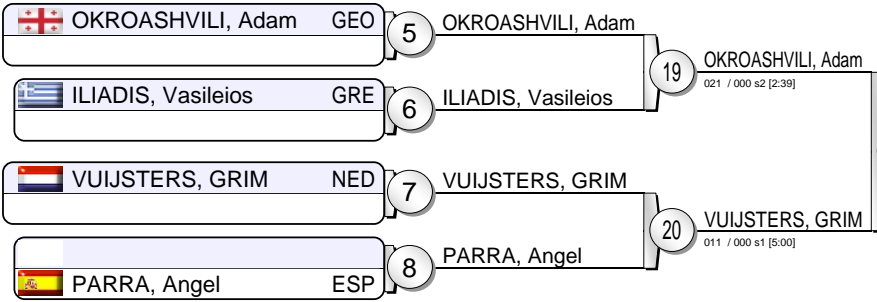 OKROASHVILI, Adam GEO
5
OKROASHVILI, Adam
19
OKROASHVILI, Adam
021 / 000 s2 [2:39]
ILIADIS, Vasileios GRE
6
ILIADIS, Vasileios
VUIJSTERS, GRIM NED
7
VUIJSTERS, GRIM
20
VUIJSTERS, GRIM
011 / 000 s1 [5:00]
PARRA, Angel ESP
8
PARRA, Angel